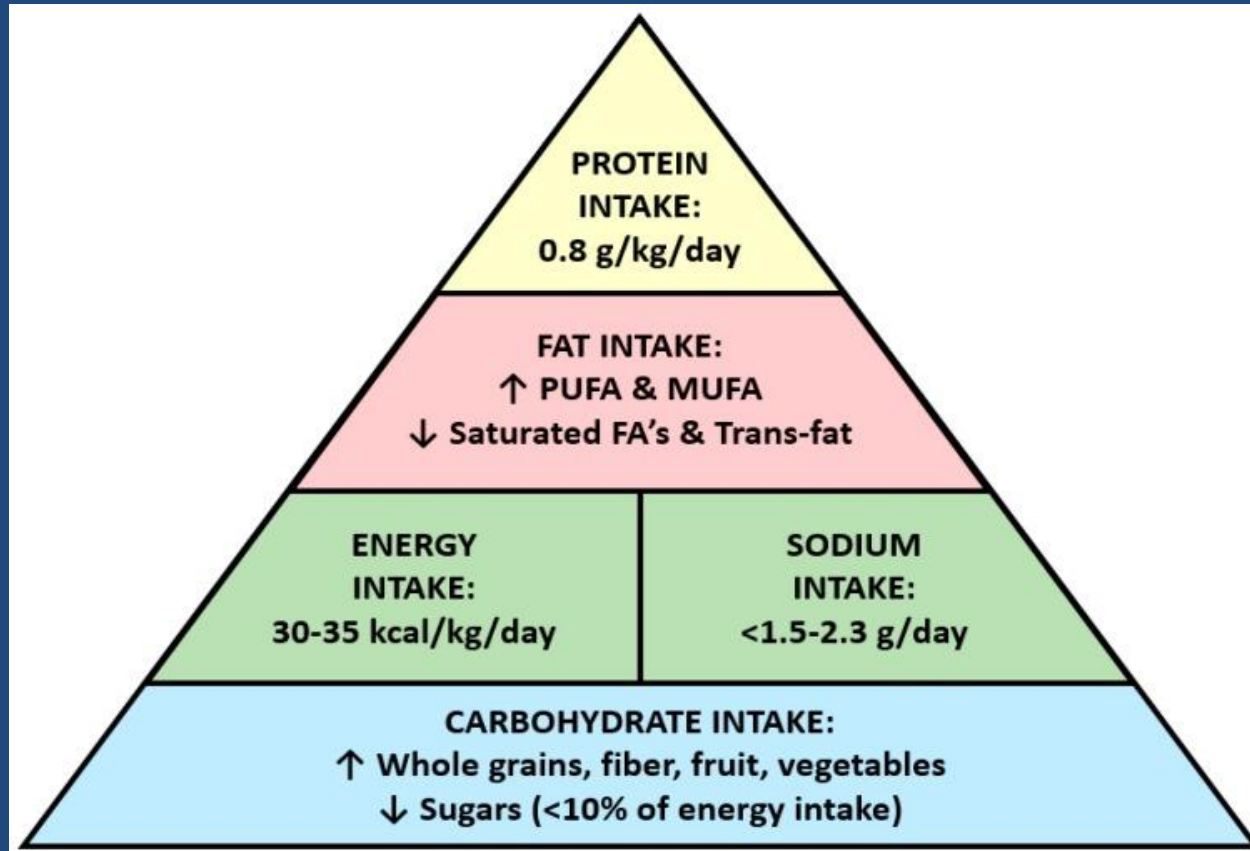 PROTEIN
INTAKE:
0.8 g/kg/day
FAT INTAKE:
↑ PUFA & MUFA
↓ Saturated FA's & Trans-fat
ENERGY
INTAKE:
30-35 kcal/kg/day
SODIUM
INTAKE:
<1.5-2.3 g/day
CARBOHYDRATE INTAKE:
↑ Whole grains, fiber, fruit, vegetables
↓ Sugars (<10% of energy intake)